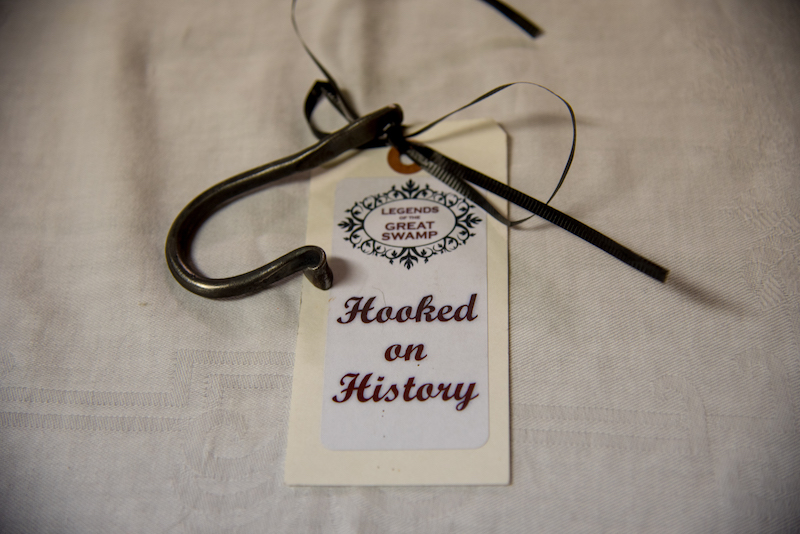 LEGENDS
OF THE
GREAT
SWAMP
Hooked
on
History